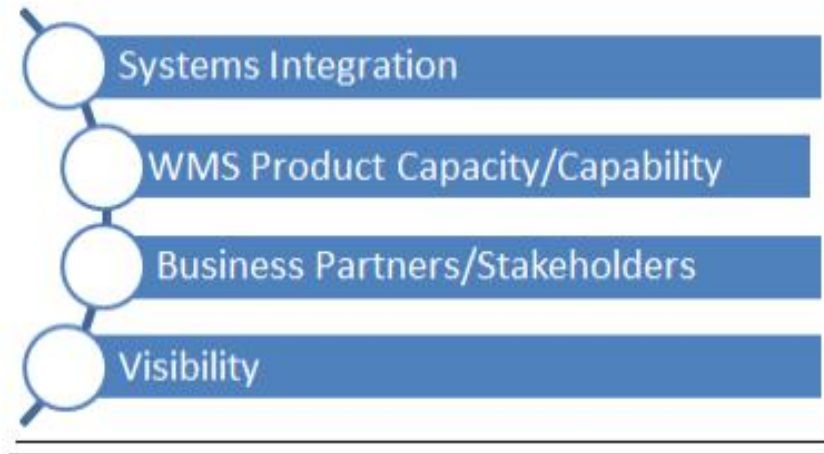 Systems Integration
WMS Product Capacity/Capability
Business Partners/Stakeholders
Visibility